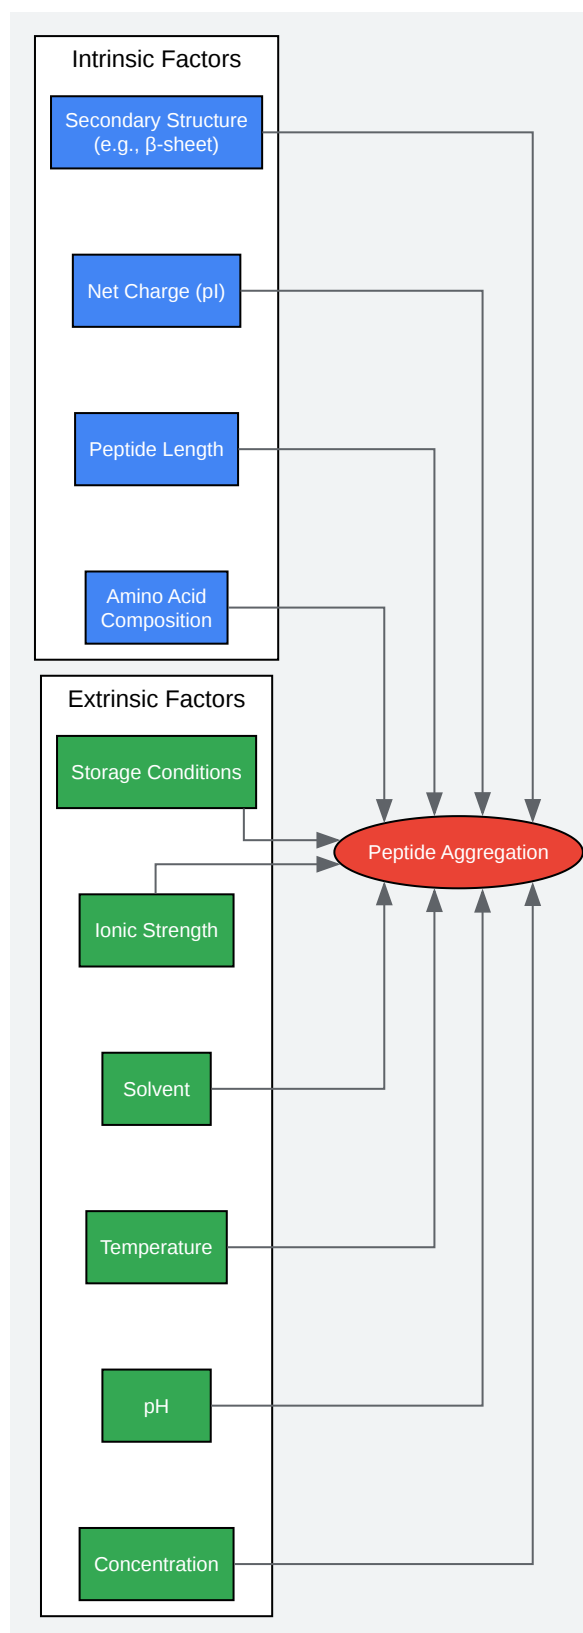 Intrinsic Factors
Secondary Structure
(e.g., β-sheet)
Net Charge (pI)
Peptide Length
Amino Acid
Composition
Extrinsic Factors
Storage Conditions
Peptide Aggregation
Ionic Strength
Solvent
Temperature
pH
Concentration